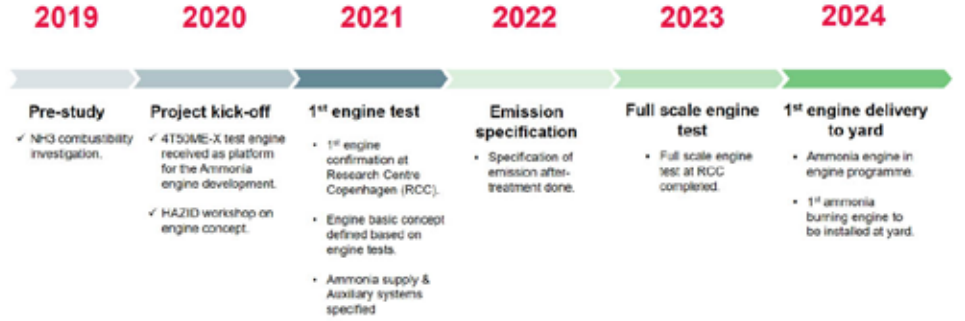 2019
2020
2021
2022
2023
2024
Pre-study
✓ NH3 combustibility
investigation.
Project kick-off
✓ 4T50ME-X test engine
received as platform
for the Ammonia
engine development.
✓ HAZID workshop on
engine concept.
1st engine test
• 1st engine
confirmation at
Research Centre
Copenhagen (RCC).
• Engine basic concept
defined based on
engine tests.
• Ammonia supply &
Auxiliary systems
specified
Emission
specification
• Specification of
emission after-
treatment done.
Full scale engine
test
• Full scale engine
test at RCC
completed.
1st engine delivery
to yard
• Ammonia engine in
engine programme.
• 1st ammonia
burning engine to
be installed at yard.